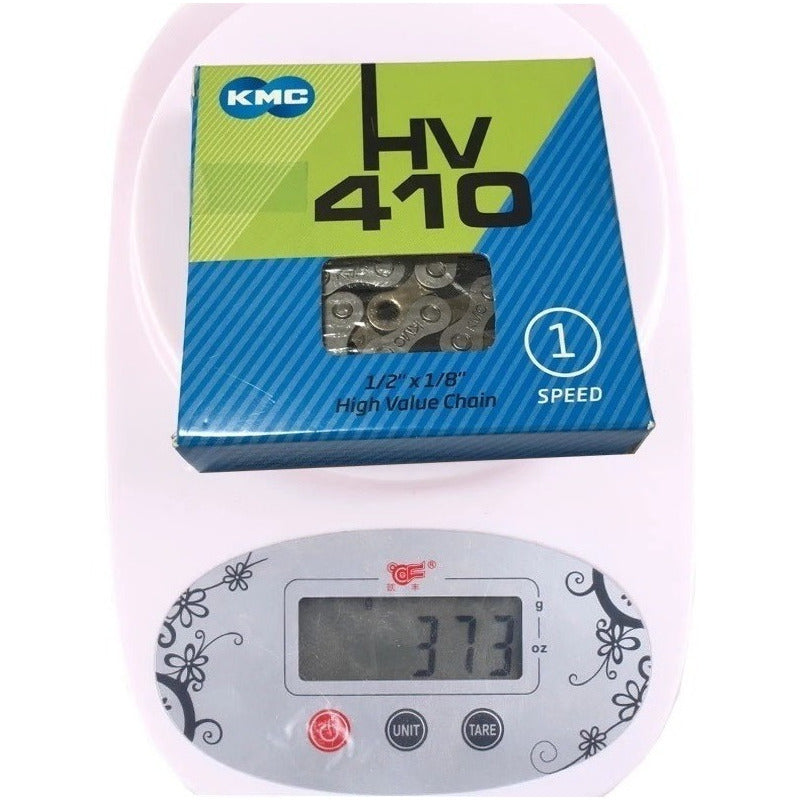 KMC
HV
410
1
SPEED
1/2" x 1/8"
High Value Chain
®
g
g
373
oz
UNIT
TARE